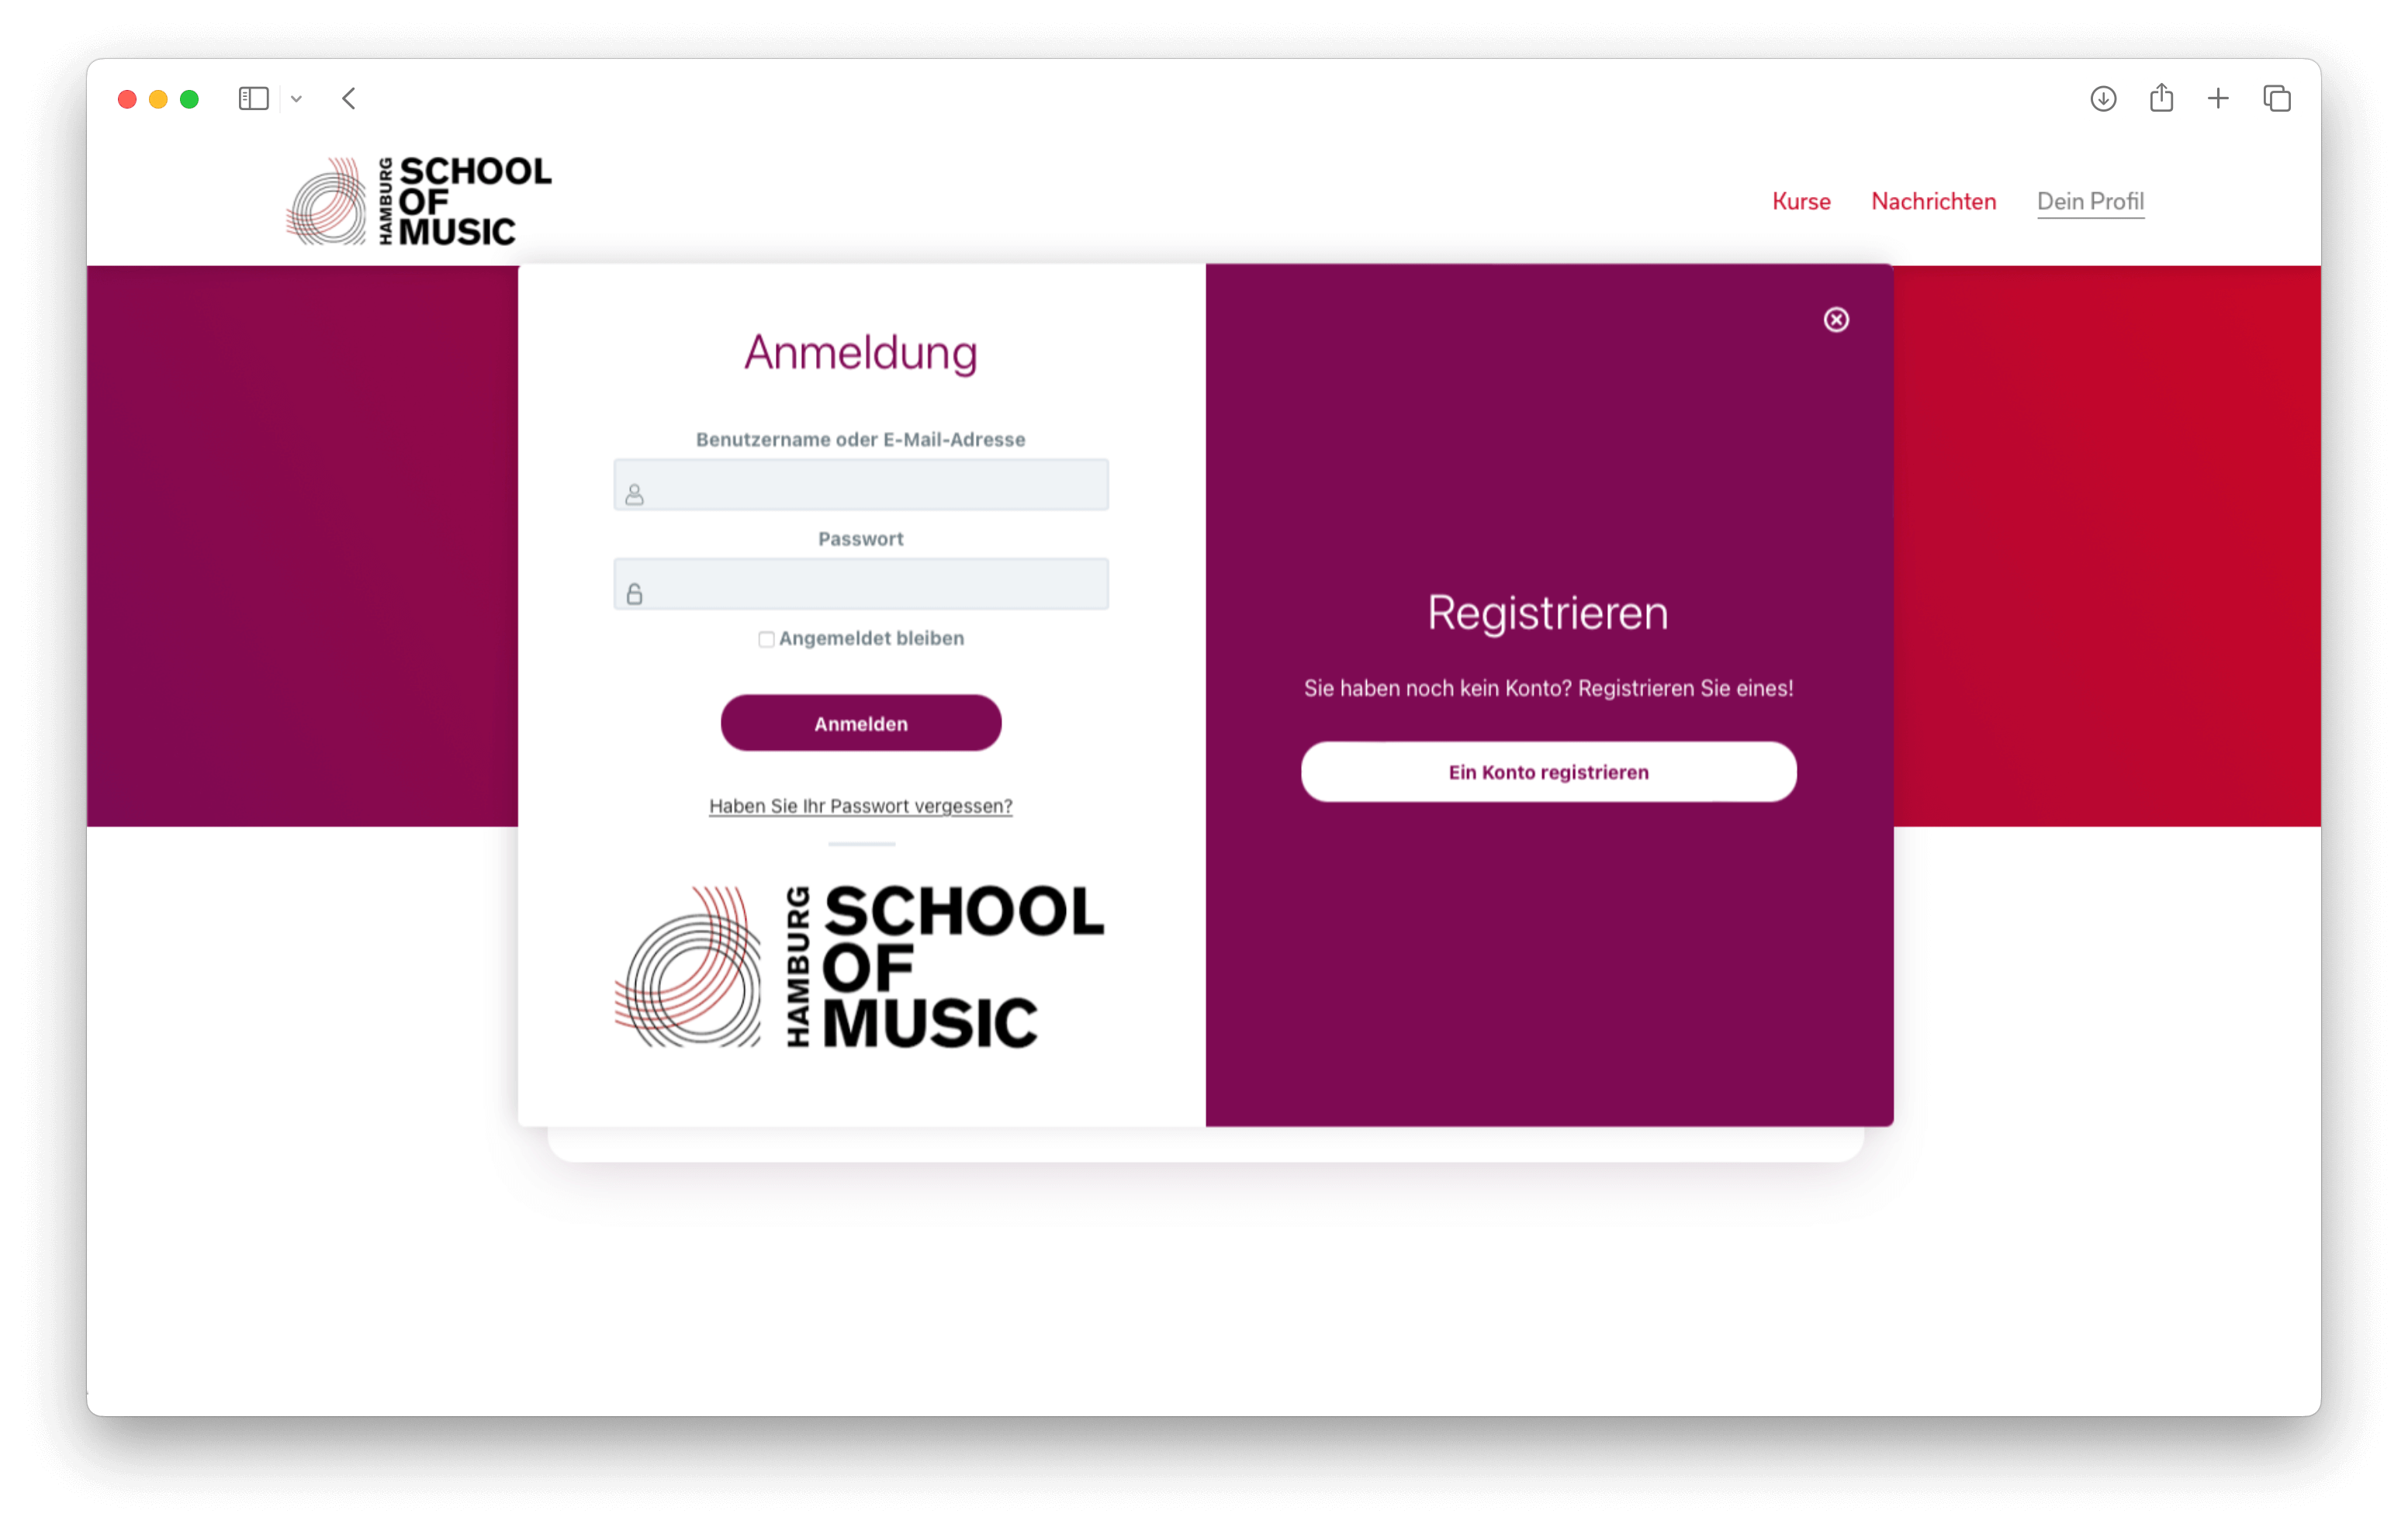 HAMBURG
SCHOOL
OF
MUSIC
Kurse Nachrichten Dein Profil
Anmeldung
Benutzername oder E-Mail-Adresse
Passwort
Angemeldet bleiben
Anmelden
Haben Sie Ihr Passwort vergessen?
HAMBURG
SCHOOL
OF
MUSIC
Registrieren
Sie haben noch kein Konto? Registrieren Sie eines!
Ein Konto registrieren